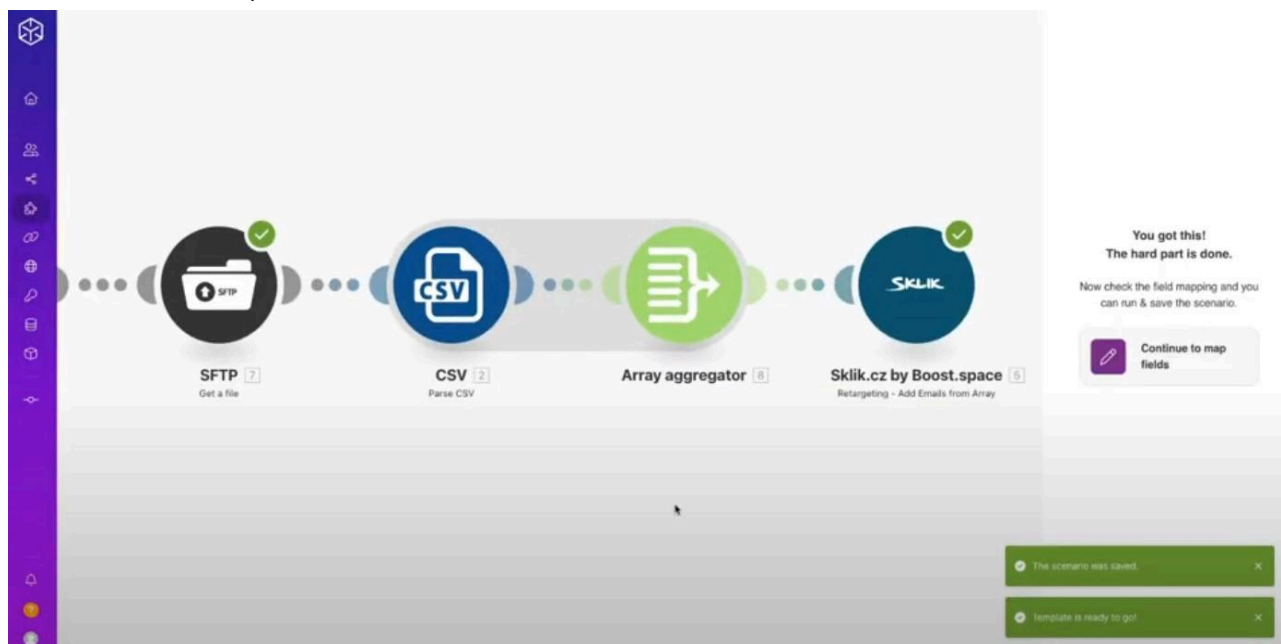 SFTP
SFTP 7
Get a file
CSV
CSV 2
Parse CSV
Array aggregator 8
SKLIK
Sklik.cz by Boost.space 5
Retargeting - Add Emails from Array
You got this!
The hard part is done.
Now check the field mapping and you
can run & save the scenario.
Continue to map
fields
The scenario was saved.
Template is ready to go!